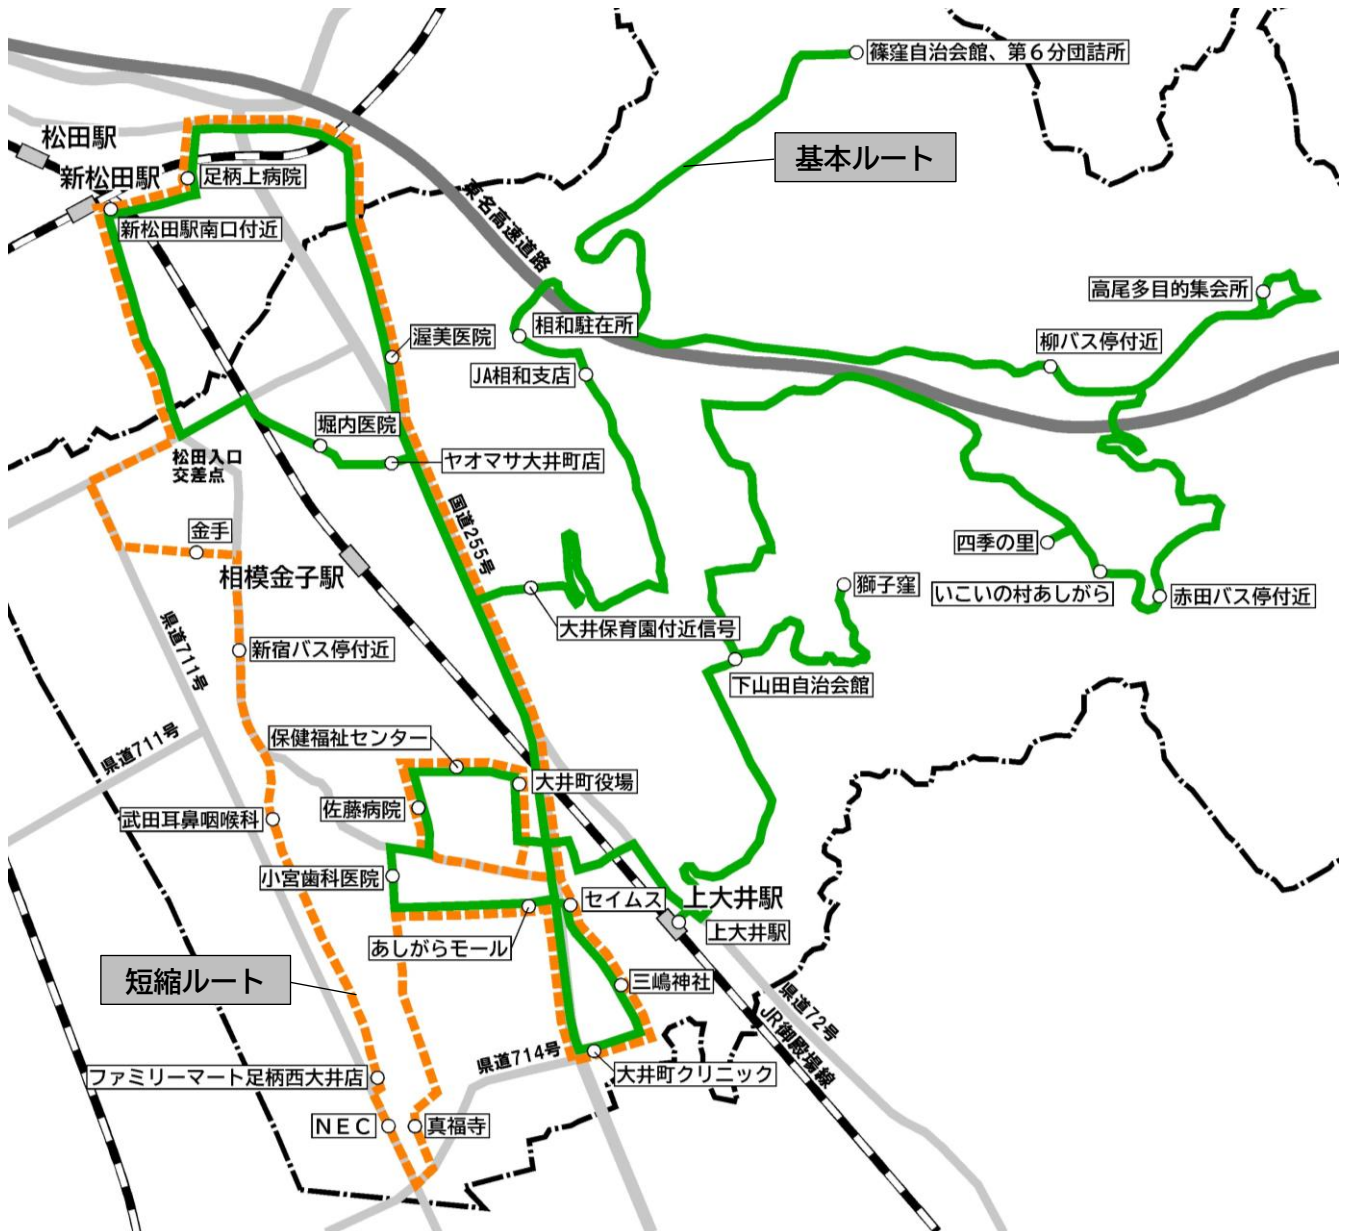 篠窪自治会館、第６分団詰所
松田駅
基本ルート
新松田駅
足柄上病院
東名高速道路
新松田駅南口付近
高尾多目的集会所
相和駐在所
渥美医院
柳バス停付近
JA相和支店
堀内医院
松田入口
交差点
ヤオマサ大井町店
国道255号
金手
四季の里
相模金子駅
獅子窪
いこいの村あしがら
赤田バス停付近
大井保育園付近信号
県道711号
新宿バス停付近
下山田自治会館
保健福祉センター
県道711号
大井町役場
佐藤病院
武田耳鼻咽喉科
小宮歯科医院
セイムス
上大井駅
上大井駅
あしがらモール
短縮ルート
三嶋神社
県道72号
JR御殿場線
県道714号
ファミリーマート足柄西大井店
大井町クリニック
ＮＥＣ
真福寺